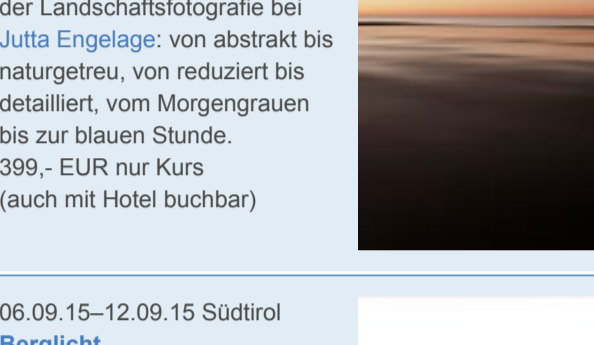 der Landschaftsfotografie bei
Jutta Engelage: von abstrakt bis
naturgetreu, von reduziert bis
detailliert, vom Morgengrauen
bis zur blauen Stunde.
399,- EUR nur Kurs
(auch mit Hotel buchbar)
06.09.15–12.09.15 Südtirol
Berglicht